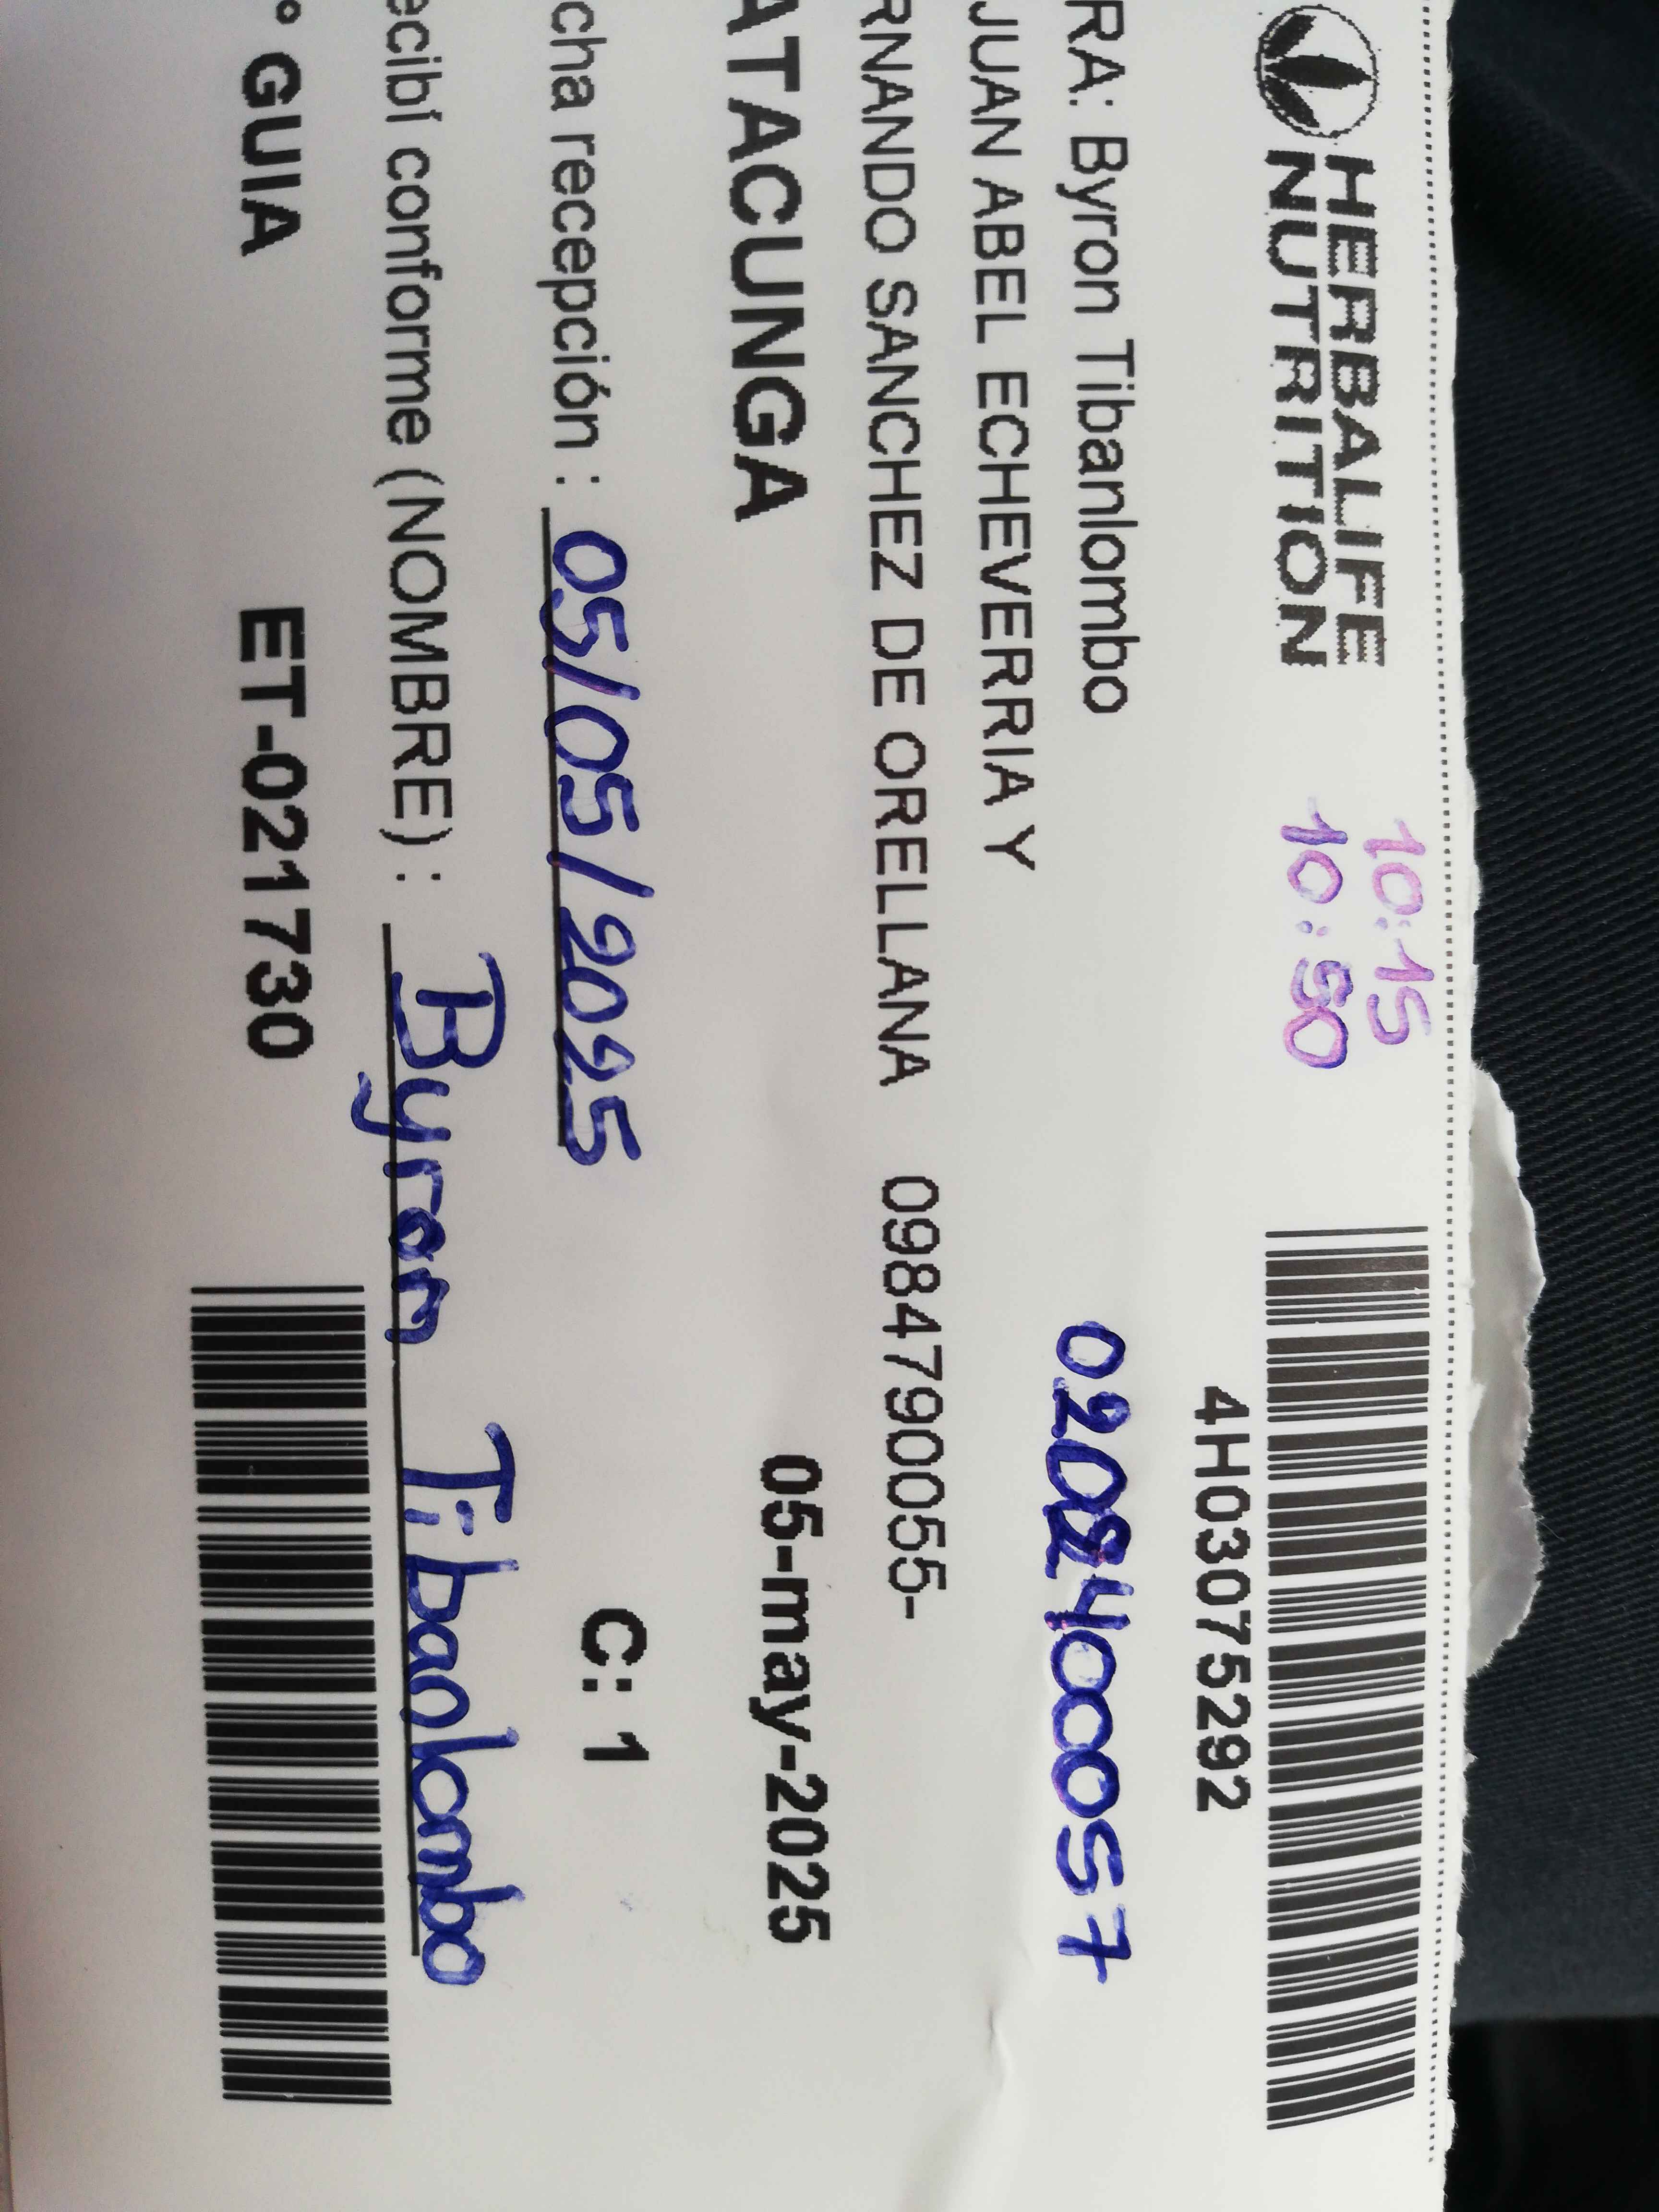 HERBALIFE
NUTRITION
10:15
10:50
4H03075292
RA: Byron Tibanlombo
0202400057
JUAN ABEL ECHEVERRIA Y
RNANDO SANCHEZ DE ORELLANA 0984790055-
ATACUNGA 05-may-2025
cha recepción : 05/05/2025 C: 1
ecibí conforme (NOMBRE) : Byron Tibanlombo
° GUIA ET-021730